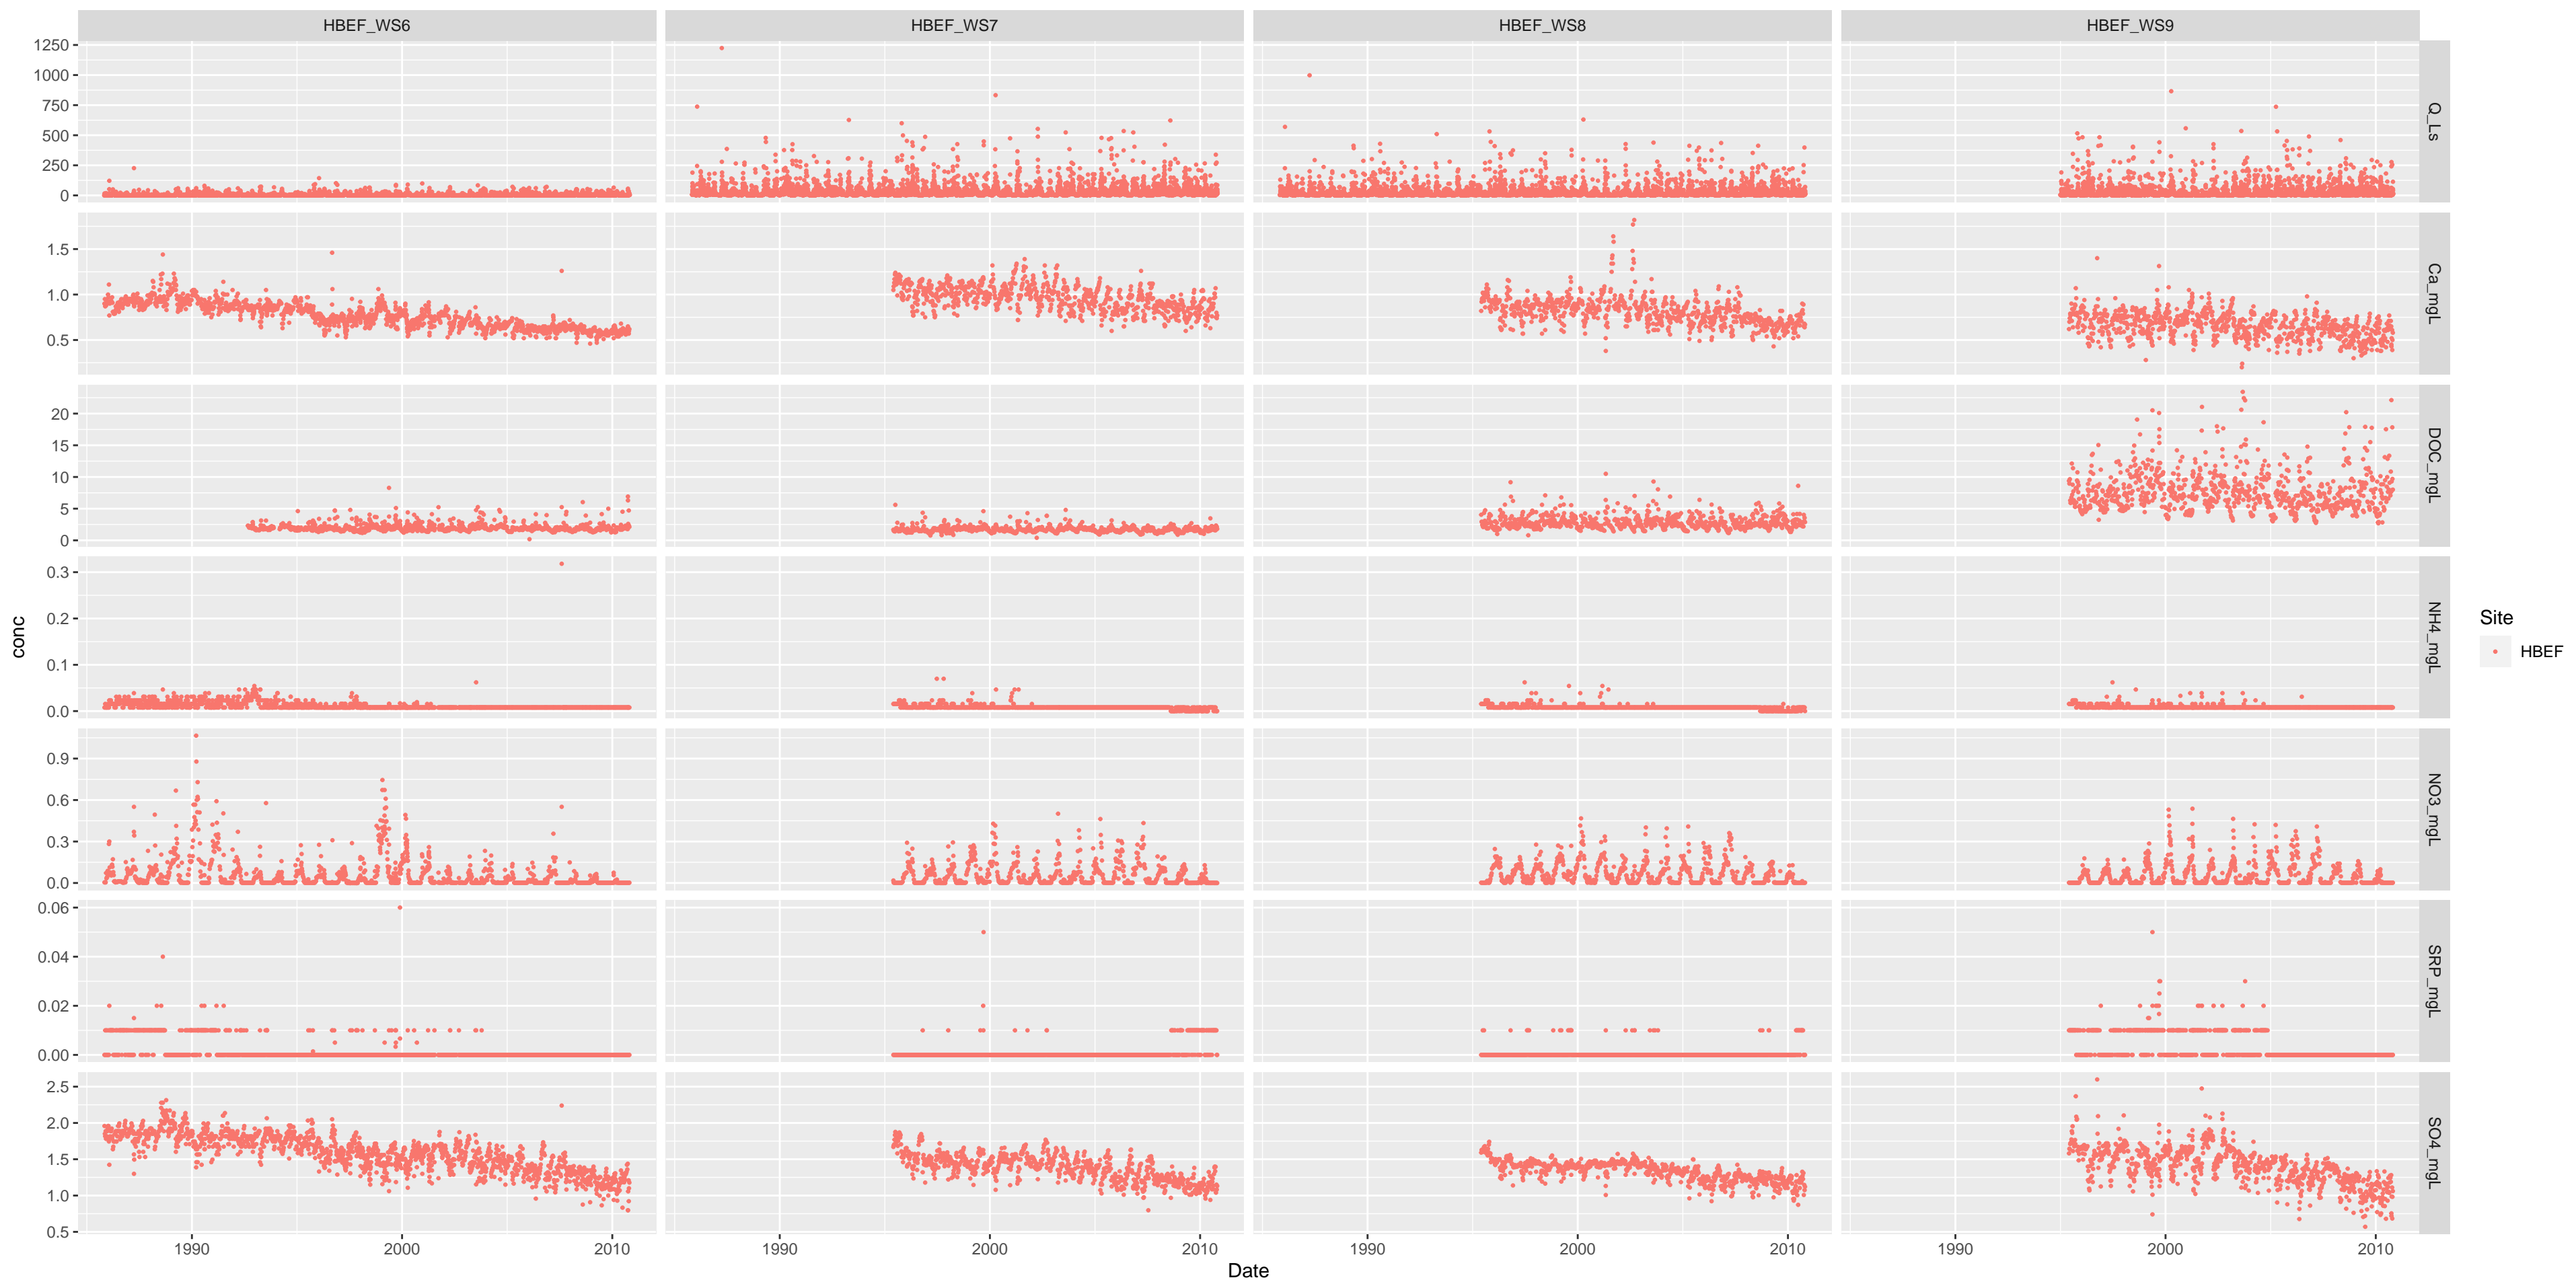 HBEF_WS6 HBEF_WS7 HBEF_WS8 HBEF_WS9
1250
1000
750
500
250
0
Q_Ls
1.5
1.0
0.5
Ca_mgL
20
15
10
5
0
DOC_mgL
0.3
0.2
0.1
0.0
NH4_mgL
0.9
0.6
0.3
0.0
NO3_mgL
0.06
0.04
0.02
0.00
SRP_mgL
2.5
2.0
1.5
1.0
0.5
SO4_mgL
conc
1990 2000 2010 1990 2000 2010 1990 2000 2010 1990 2000 2010
Date
Site
HBEF